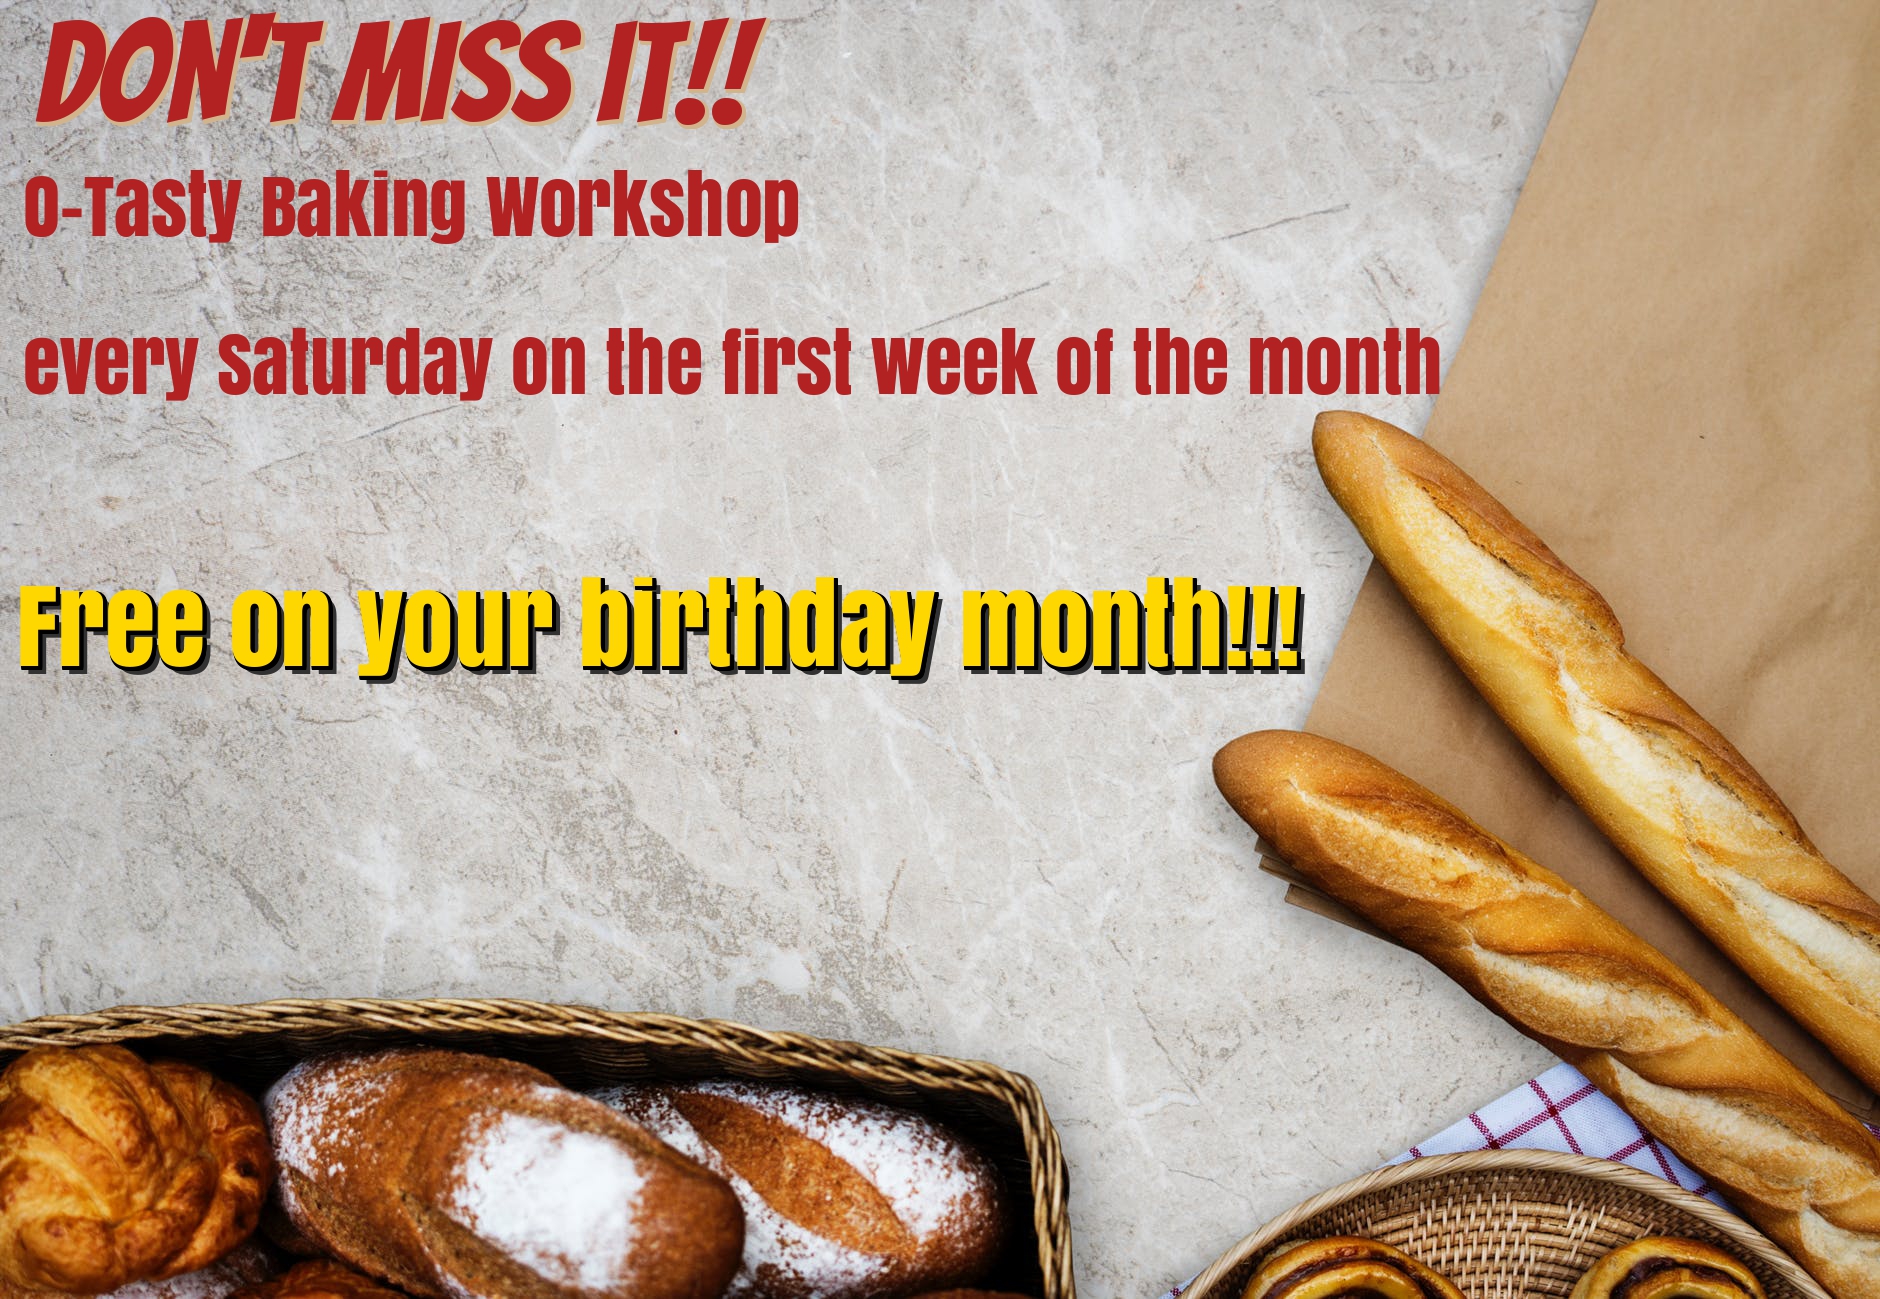 DON'T MISS IT!!
O-Tasty Baking Workshop
every Saturday on the first week of the month
Free on your birthday month!!!